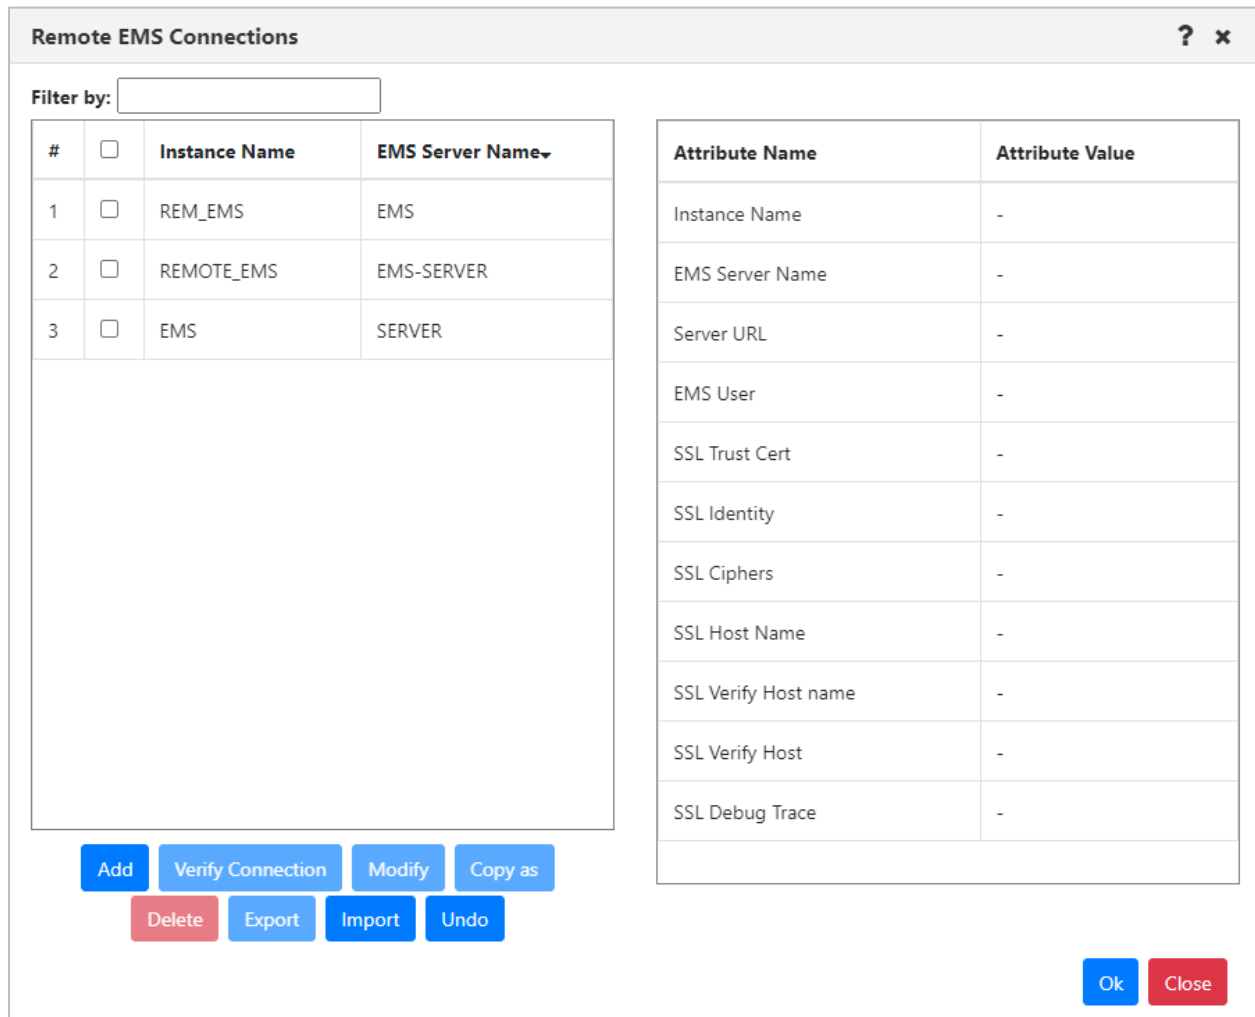 Remote EMS Connections ? ×
Filter by:
# Instance Name EMS Server Name
1 REM_EMS EMS
2 REMOTE_EMS EMS-SERVER
3 EMS SERVER
Add Verify Connection Modify Copy as
Delete Export Import Undo
Attribute Name Attribute Value
Instance Name -
EMS Server Name -
Server URL -
EMS User -
SSL Trust Cert -
SSL Identity -
SSL Ciphers -
SSL Host Name -
SSL Verify Host name -
SSL Verify Host -
SSL Debug Trace -
Ok Close